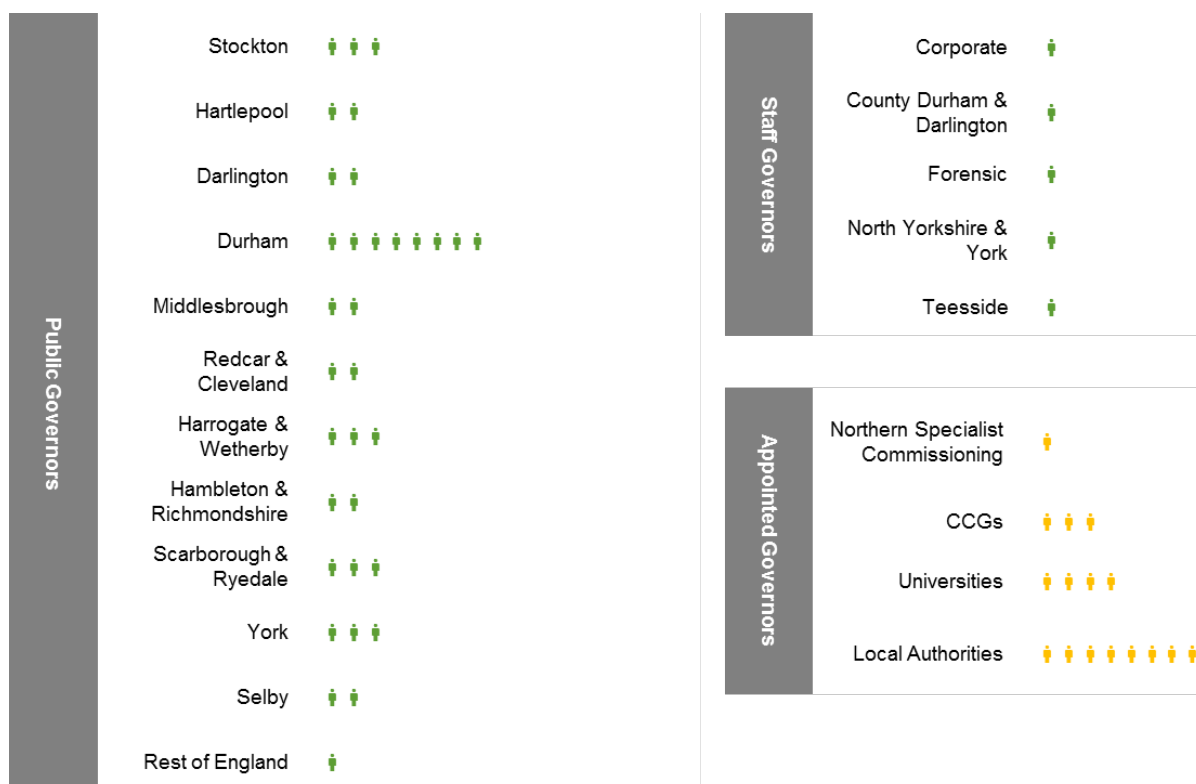 Public Governors
Stockton
Hartlepool
Darlington
Durham
Middlesbrough
Redcar &
Cleveland
Harrogate &
Wetherby
Hambleton &
Richmondshire
Scarborough &
Ryedale
York
Selby
Rest of England
Staff Governors
Corporate
County Durham &
Darlington
Forensic
North Yorkshire &
York
Teesside
Appointed Governors
Northern Specialist
Commissioning
CCGs
Universities
Local Authorities